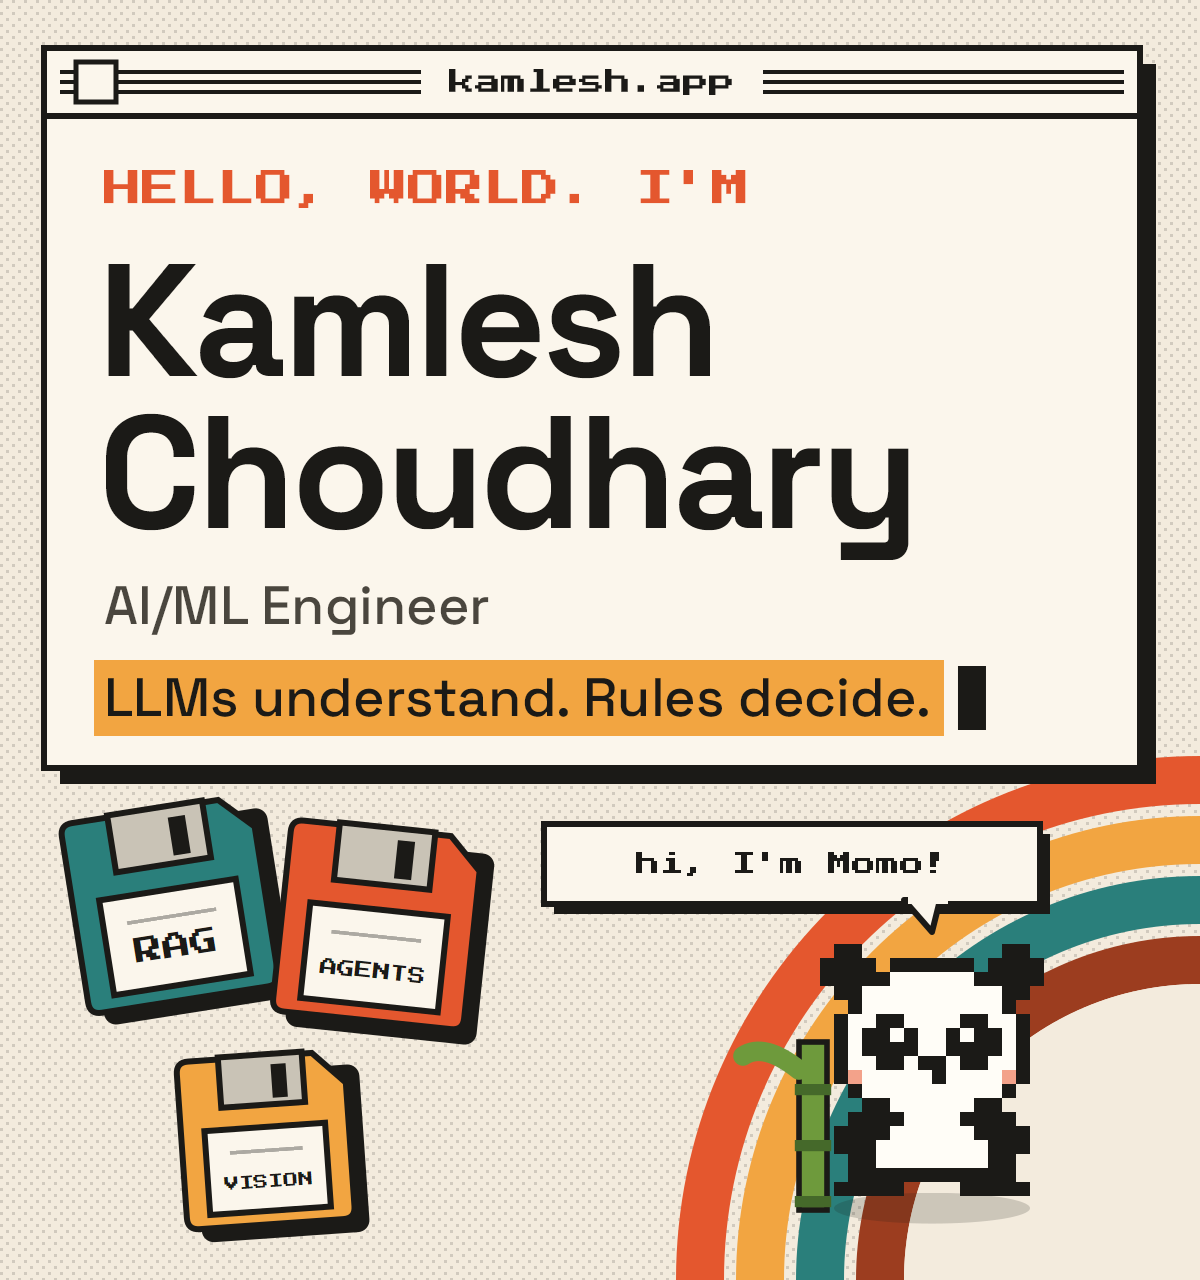 kamlesh.app
HELLO, WORLD. I'M
Kamlesh
Choudhary
AI/ML Engineer
LLMs understand. Rules decide.
hi, I'm Momo!
RAG
AGENTS
VISION